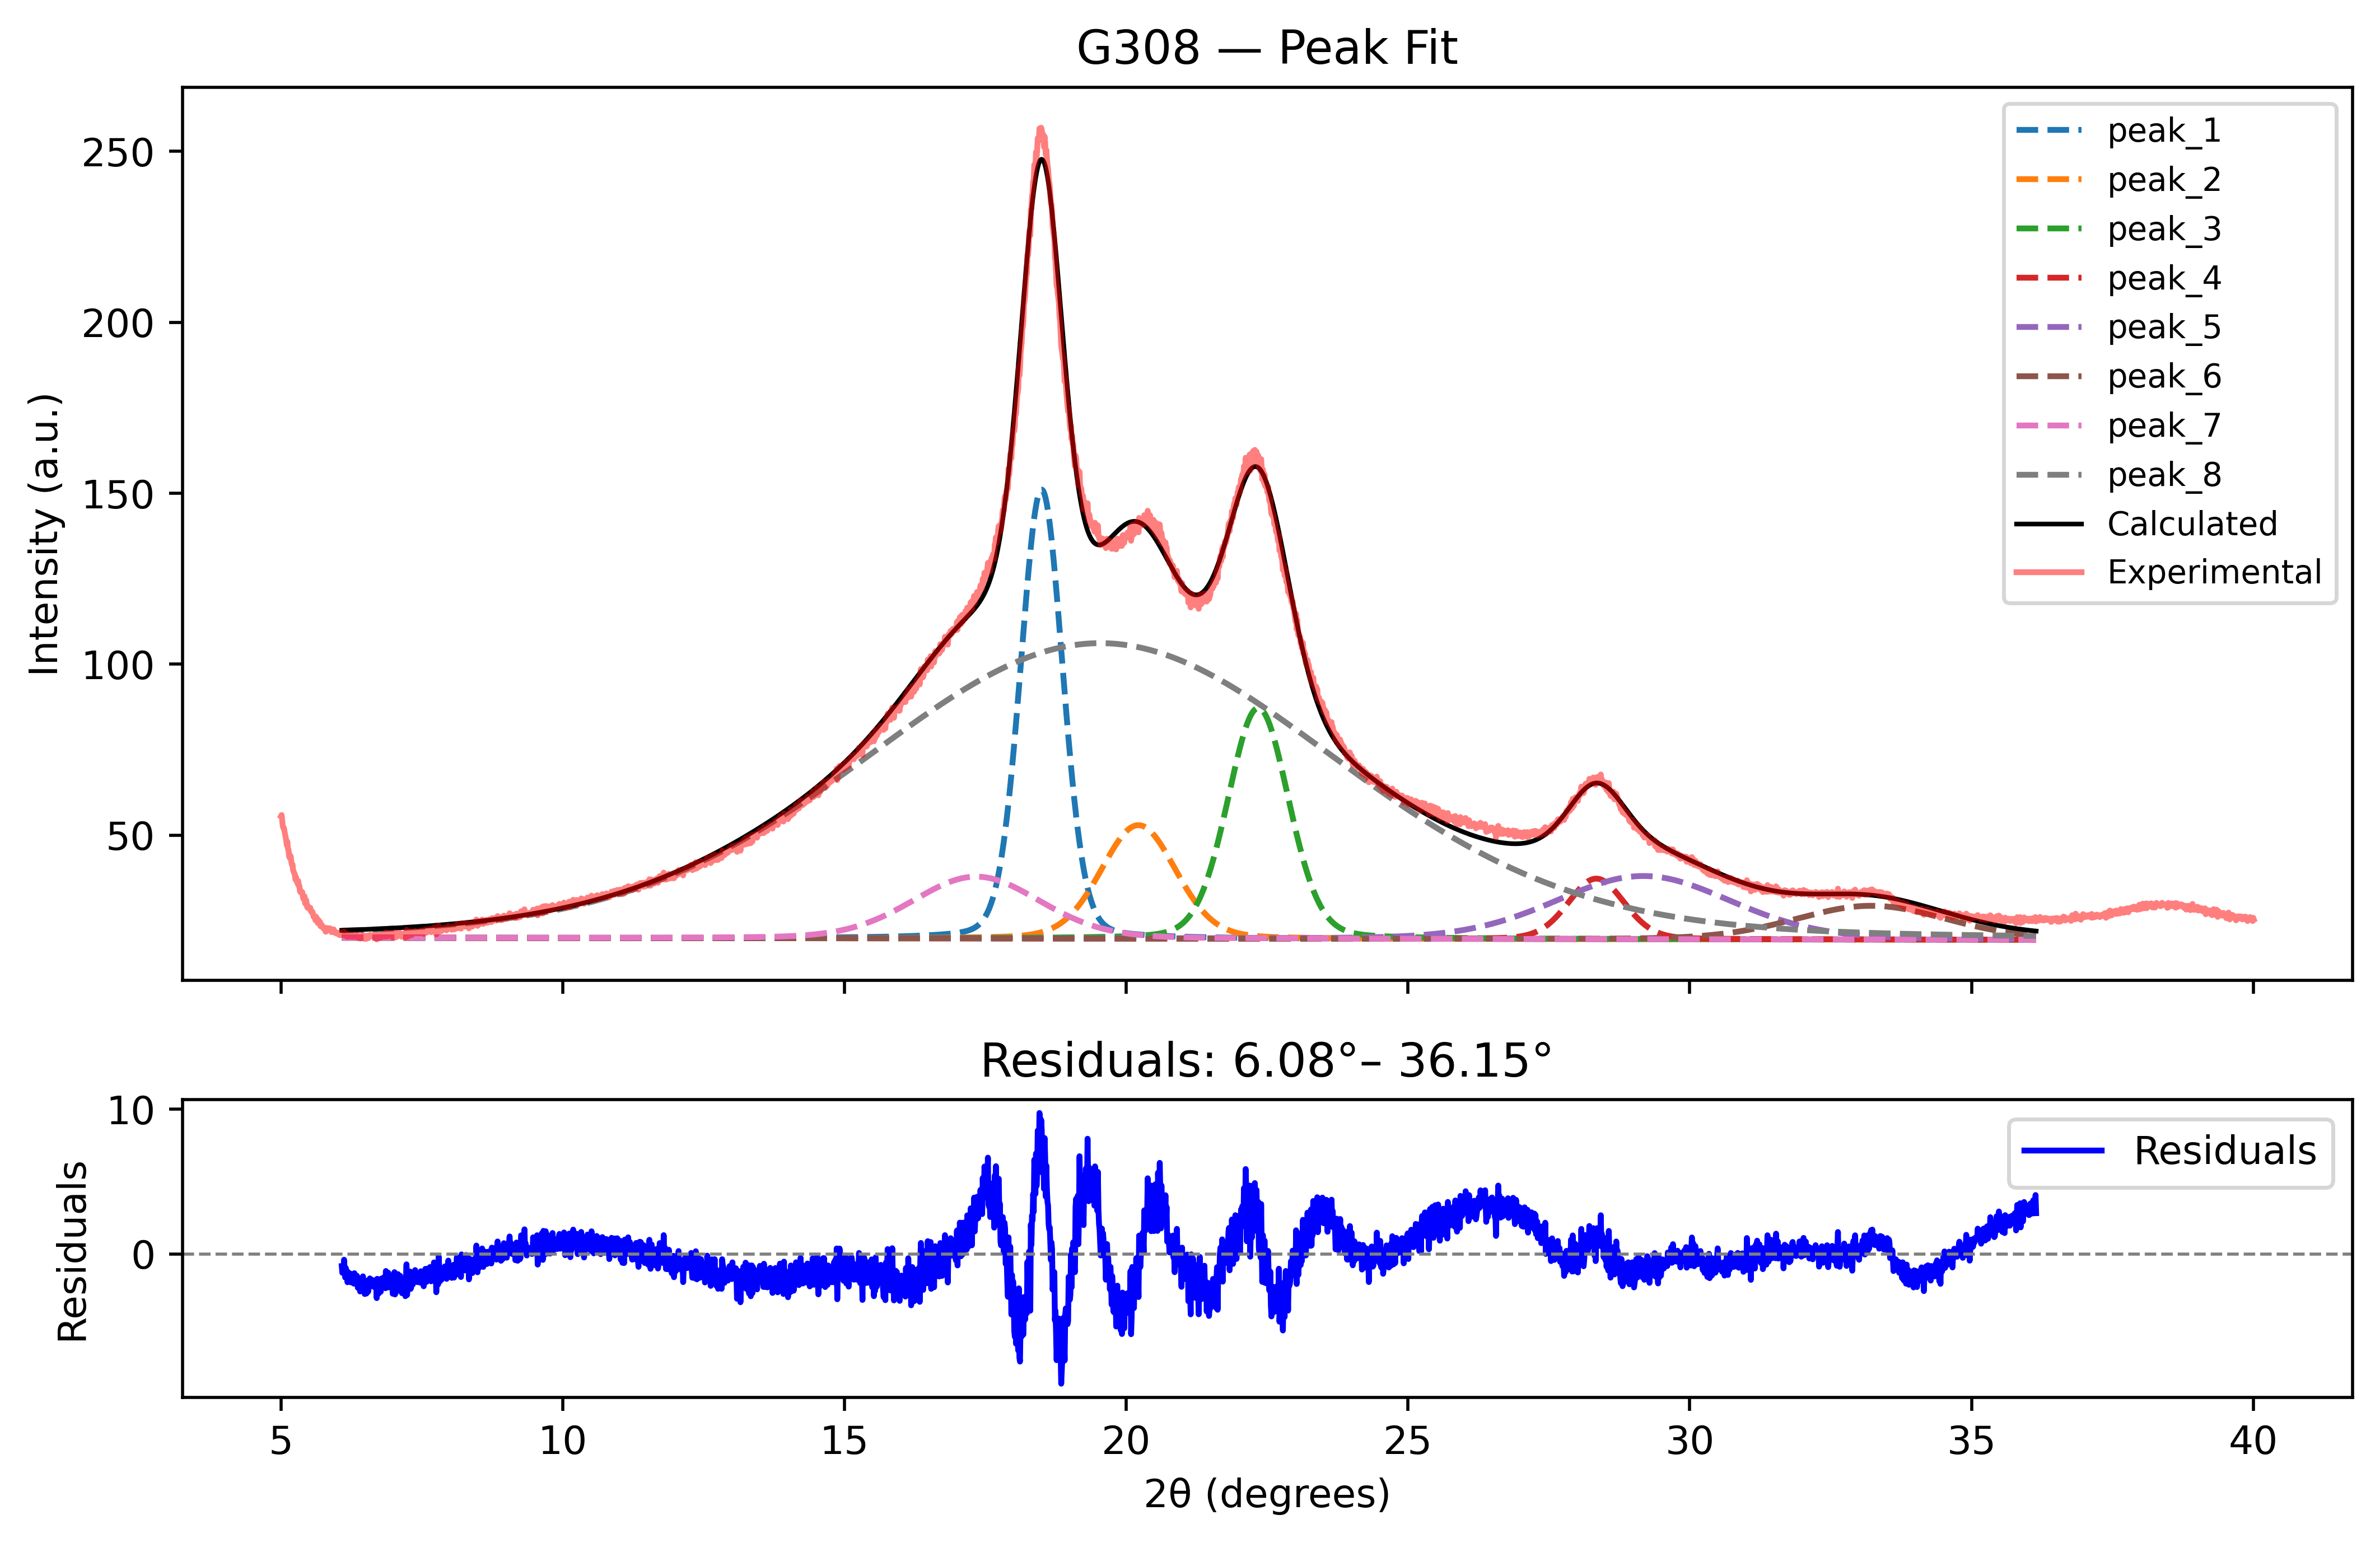 G308 — Peak Fit
Intensity (a.u.)
250
200
150
100
50
peak_1
peak_2
peak_3
peak_4
peak_5
peak_6
peak_7
peak_8
Calculated
Experimental
Residuals: 6.08°– 36.15°
Residuals
10
0
Residuals
5 10 15 20 25 30 35 40
2θ (degrees)